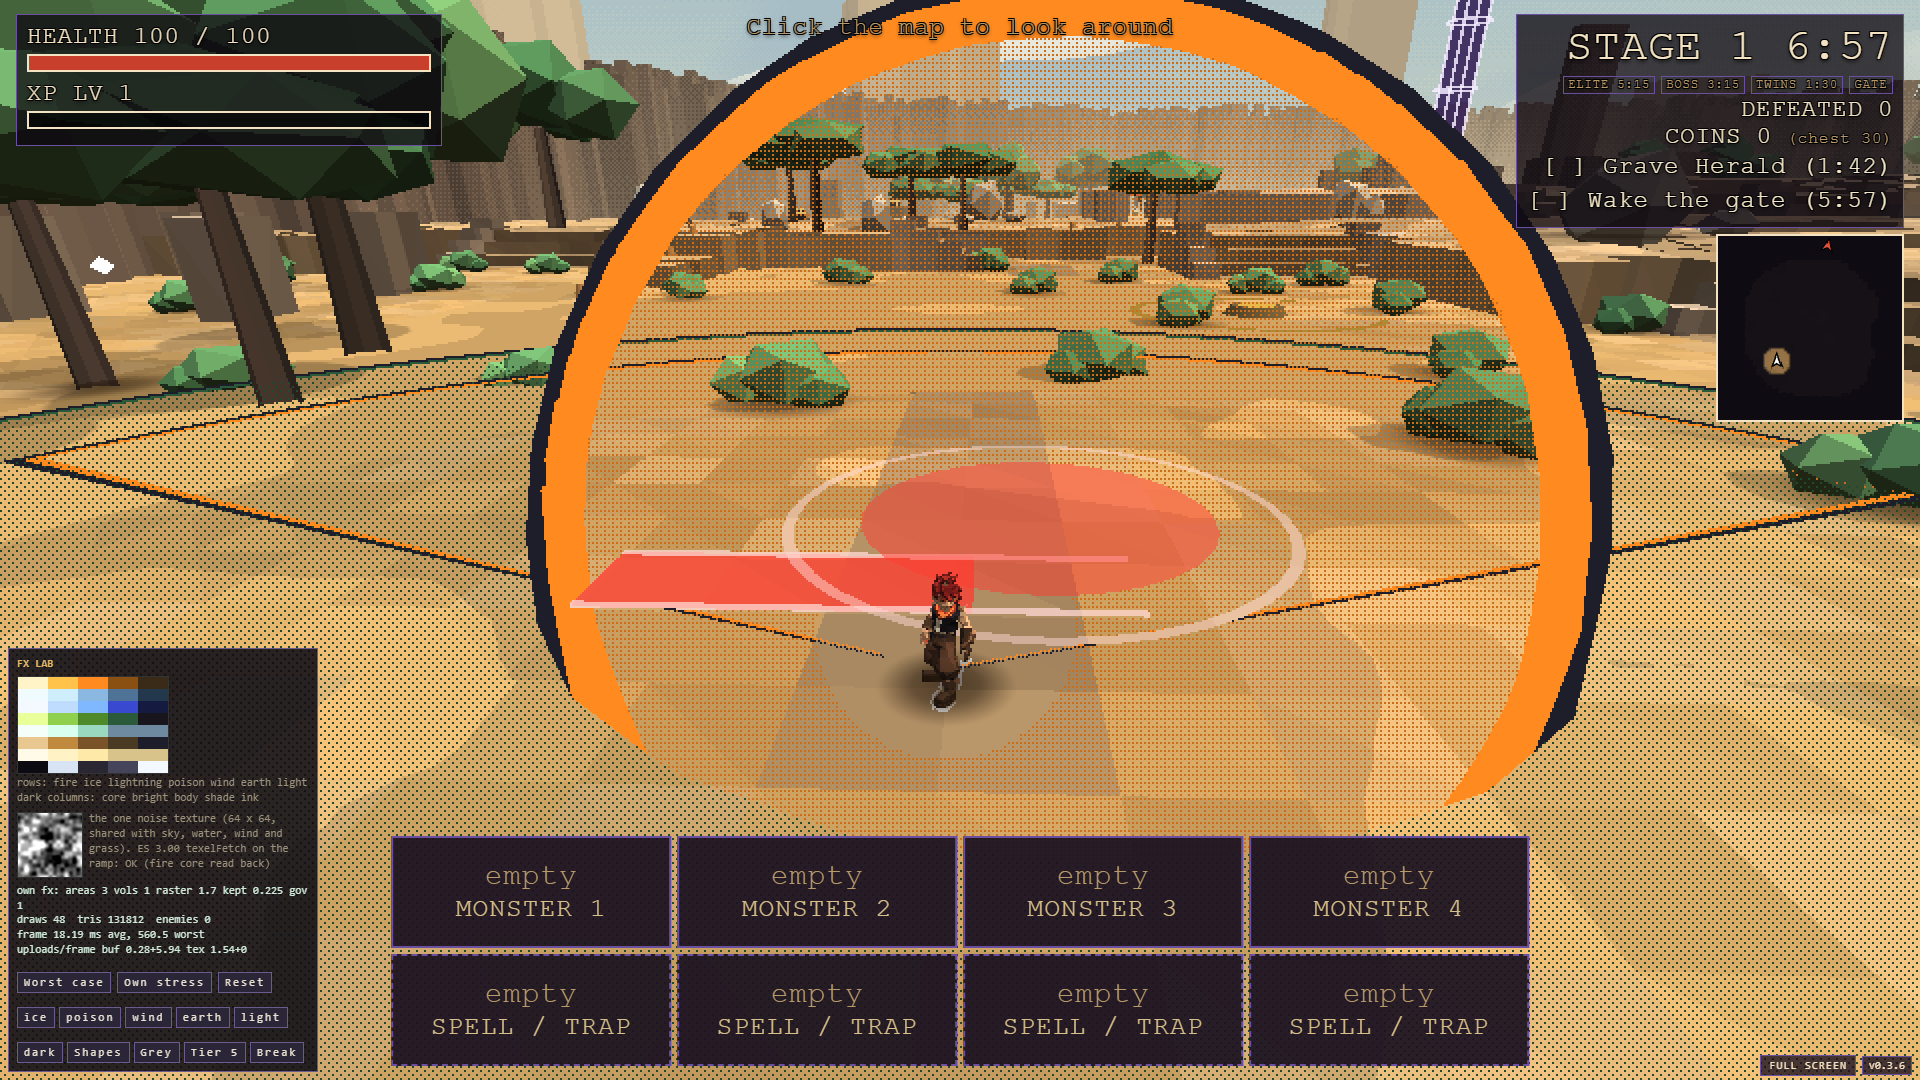 Click the map to look around
HEALTH 100 / 100
XP LV 1
STAGE 1 6:57
ELITE 5:15 BOSS 3:15 TWINS 1:30 GATE
DEFEATED 0
COINS 0 (chest 30)
[ ] Grave Herald (1:42)
[ ] Wake the gate (5:57)
FX LAB
rows: fire ice lightning poison wind earth light
dark columns: core bright body shade ink
the one noise texture (64 x 64,
shared with sky, water, wind and
grass). ES 3.00 texelFetch on the
ramp: OK (fire core read back)
own fx: areas 3 vols 1 raster 1.7 kept 0.225 gov
1
draws 48 tris 131812 enemies 0
frame 18.19 ms avg, 560.5 worst
uploads/frame buf 0.28+5.94 tex 1.54+0
Worst case Own stress Reset
ice poison wind earth light
dark Shapes Grey Tier 5 Break
empty
MONSTER 1
empty
MONSTER 2
empty
MONSTER 3
empty
MONSTER 4
empty
SPELL / TRAP
empty
SPELL / TRAP
empty
SPELL / TRAP
empty
SPELL / TRAP
FULL SCREEN v0.3.6